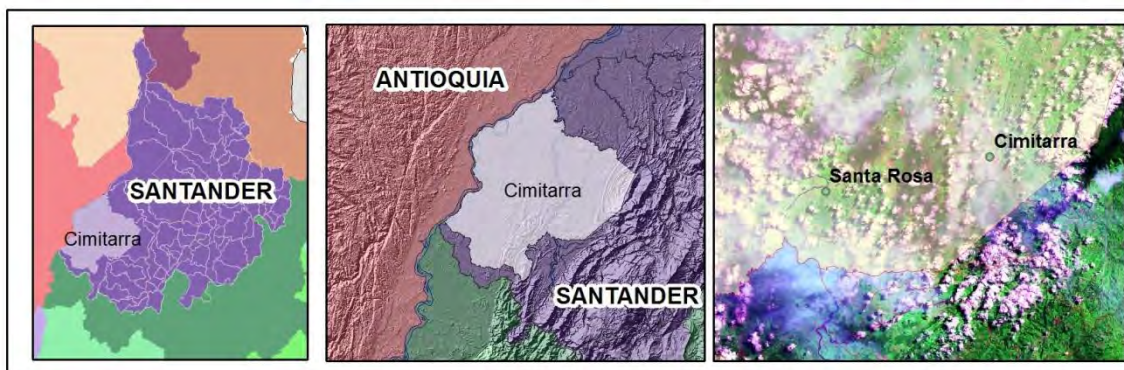 SANTANDER
Cimitarra
ANTIOQUIA
Cimitarra
SANTANDER
Cimitarra
Santa Rosa